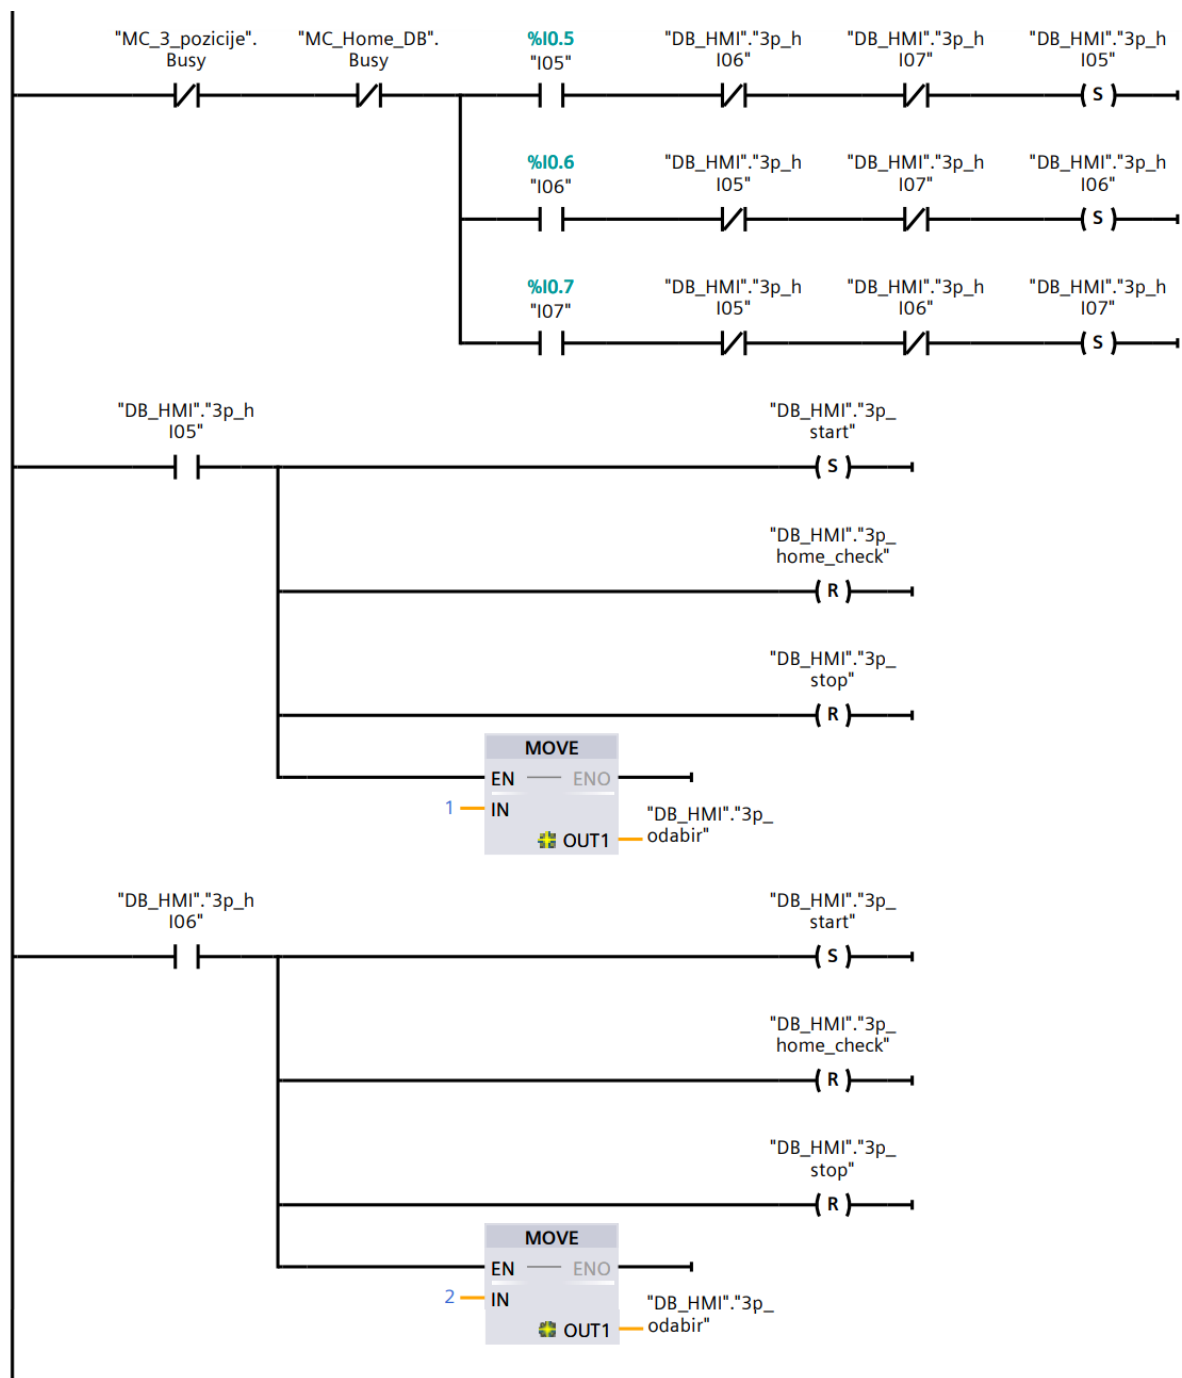 "MC_3_pozicije".
Busy
"MC_Home_DB".
Busy
%I0.5
"I05"
"DB_HMI"."3p_h
I06"
"DB_HMI"."3p_h
I07"
"DB_HMI"."3p_h
I05"
S
%I0.6
"I06"
"DB_HMI"."3p_h
I05"
"DB_HMI"."3p_h
I07"
"DB_HMI"."3p_h
I06"
S
%I0.7
"I07"
"DB_HMI"."3p_h
I05"
"DB_HMI"."3p_h
I06"
"DB_HMI"."3p_h
I07"
S
"DB_HMI"."3p_h
I05"
"DB_HMI"."3p_
start"
S
"DB_HMI"."3p_
home_check"
R
"DB_HMI"."3p_
stop"
R
MOVE
EN ENO
1 IN
OUT1
"DB_HMI"."3p_
odabir"
"DB_HMI"."3p_h
I06"
"DB_HMI"."3p_
start"
S
"DB_HMI"."3p_
home_check"
R
"DB_HMI"."3p_
stop"
R
MOVE
EN ENO
2 IN
OUT1
"DB_HMI"."3p_
odabir"